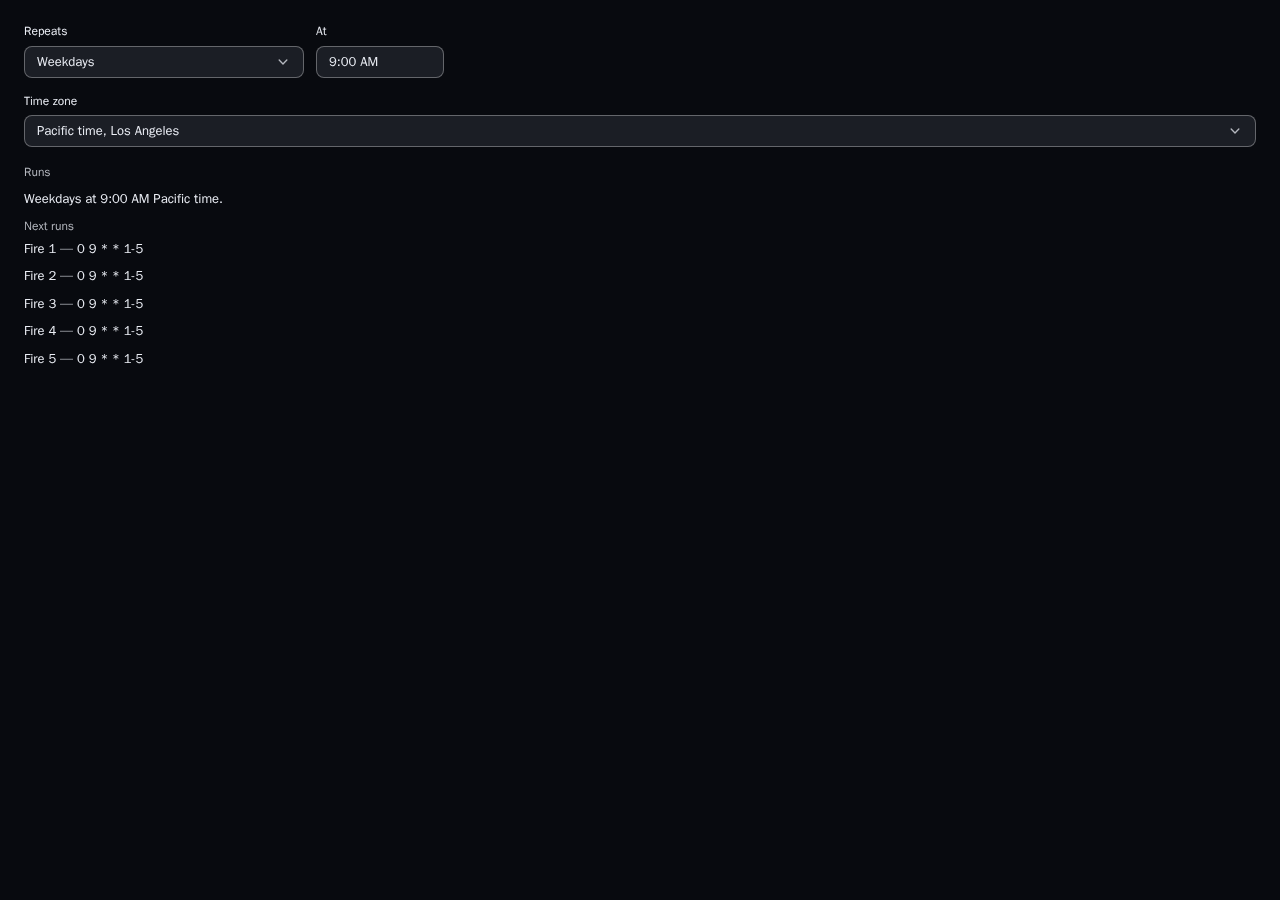 Repeats
At
Weekdays
9:00 AM
Time zone
Pacific time, Los Angeles
Runs
Weekdays at 9:00 AM Pacific time.
Next runs
Fire 1 — 0 9 * * 1-5
Fire 2 — 0 9 * * 1-5
Fire 3 — 0 9 * * 1-5
Fire 4 — 0 9 * * 1-5
Fire 5 — 0 9 * * 1-5